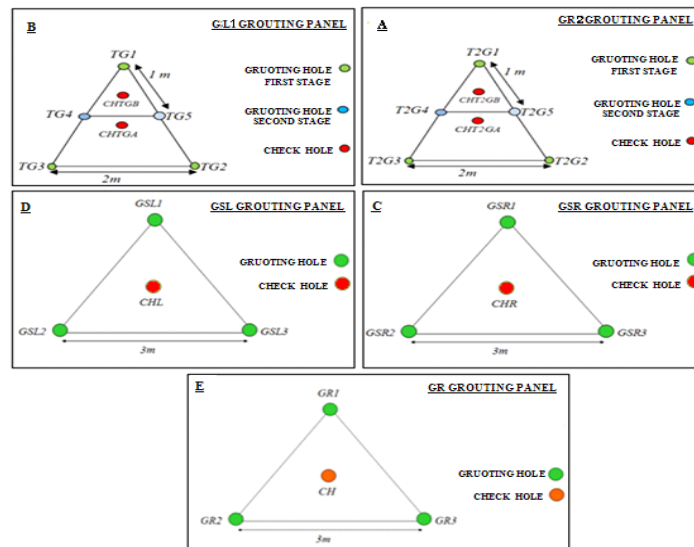 B
GL1 GROUTING PANEL
TG1
1 m
CHTGB
TG4
TG5
CHTGA
TG3
TG2
2m
GRUOTING HOLE
FIRST STAGE
GRUOTING HOLE
SECOND STAGE
CHECK HOLE
A
GR2 GROUTING PANEL
T2G1
1 m
CHT2GB
T2G4
T2G5
CHT2GA
T2G3
T2G2
2m
GRUOTING HOLE
FIRST STAGE
GRUOTING HOLE
SECOND STAGE
CHECK HOLE
D
GSL GROUTING PANEL
GSL1
CHL
GSL2
GSL3
3m
GRUOTING HOLE
CHECK HOLE
C
GSR GROUTING PANEL
GSR1
CHR
GSR2
GSR3
3m
GRUOTING HOLE
CHECK HOLE
E
GR GROUTING PANEL
GR1
CH
GR2
GR3
3m
GRUOTING HOLE
CHECK HOLE